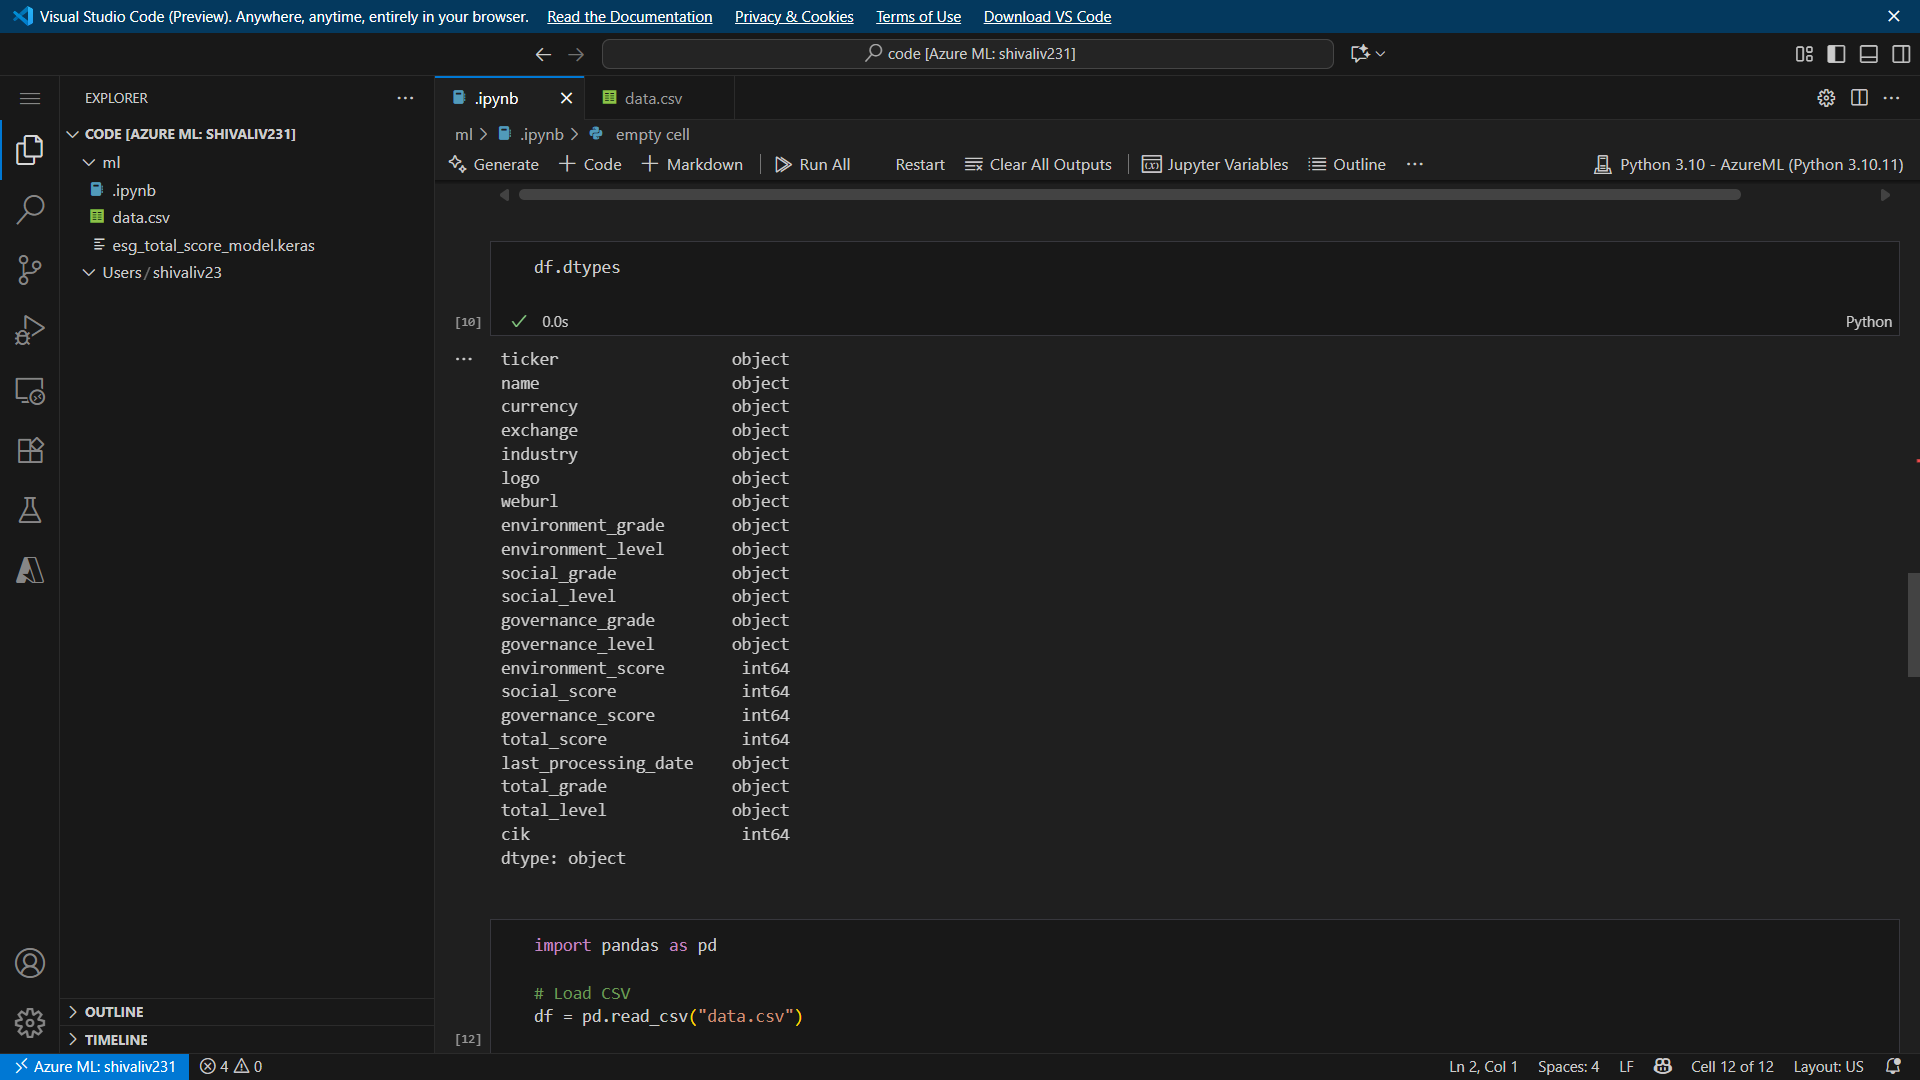 Visual Studio Code (Preview). Anywhere, anytime, entirely in your browser. Read the Documentation Privacy & Cookies Terms of Use Download VS Code
code [Azure ML: shivaliv231]
EXPLORER
CODE [AZURE ML: SHIVALIV231]
ml
.ipynb
data.csv
esg_total_score_model.keras
Users/shivaliv23
OUTLINE
TIMELINE
.ipynb
data.csv
ml > .ipynb > empty cell
Generate + Code + Markdown | Run All Restart Clear All Outputs | Jupyter Variables Outline ... Python 3.10 - AzureML (Python 3.10.11)
df.dtypes
[10] 0.0s Python
ticker object
name object
currency object
exchange object
industry object
logo object
weburl object
environment_grade object
environment_level object
social_grade object
social_level object
governance_grade object
governance_level object
environment_score int64
social_score int64
governance_score int64
total_score int64
last_processing_date object
total_grade object
total_level object
cik int64
dtype: object
import pandas as pd
# Load CSV
df = pd.read_csv("data.csv")
[12]
Azure ML: shivaliv231 4 0 Ln 2, Col 1 Spaces: 4 LF Cell 12 of 12 Layout: US